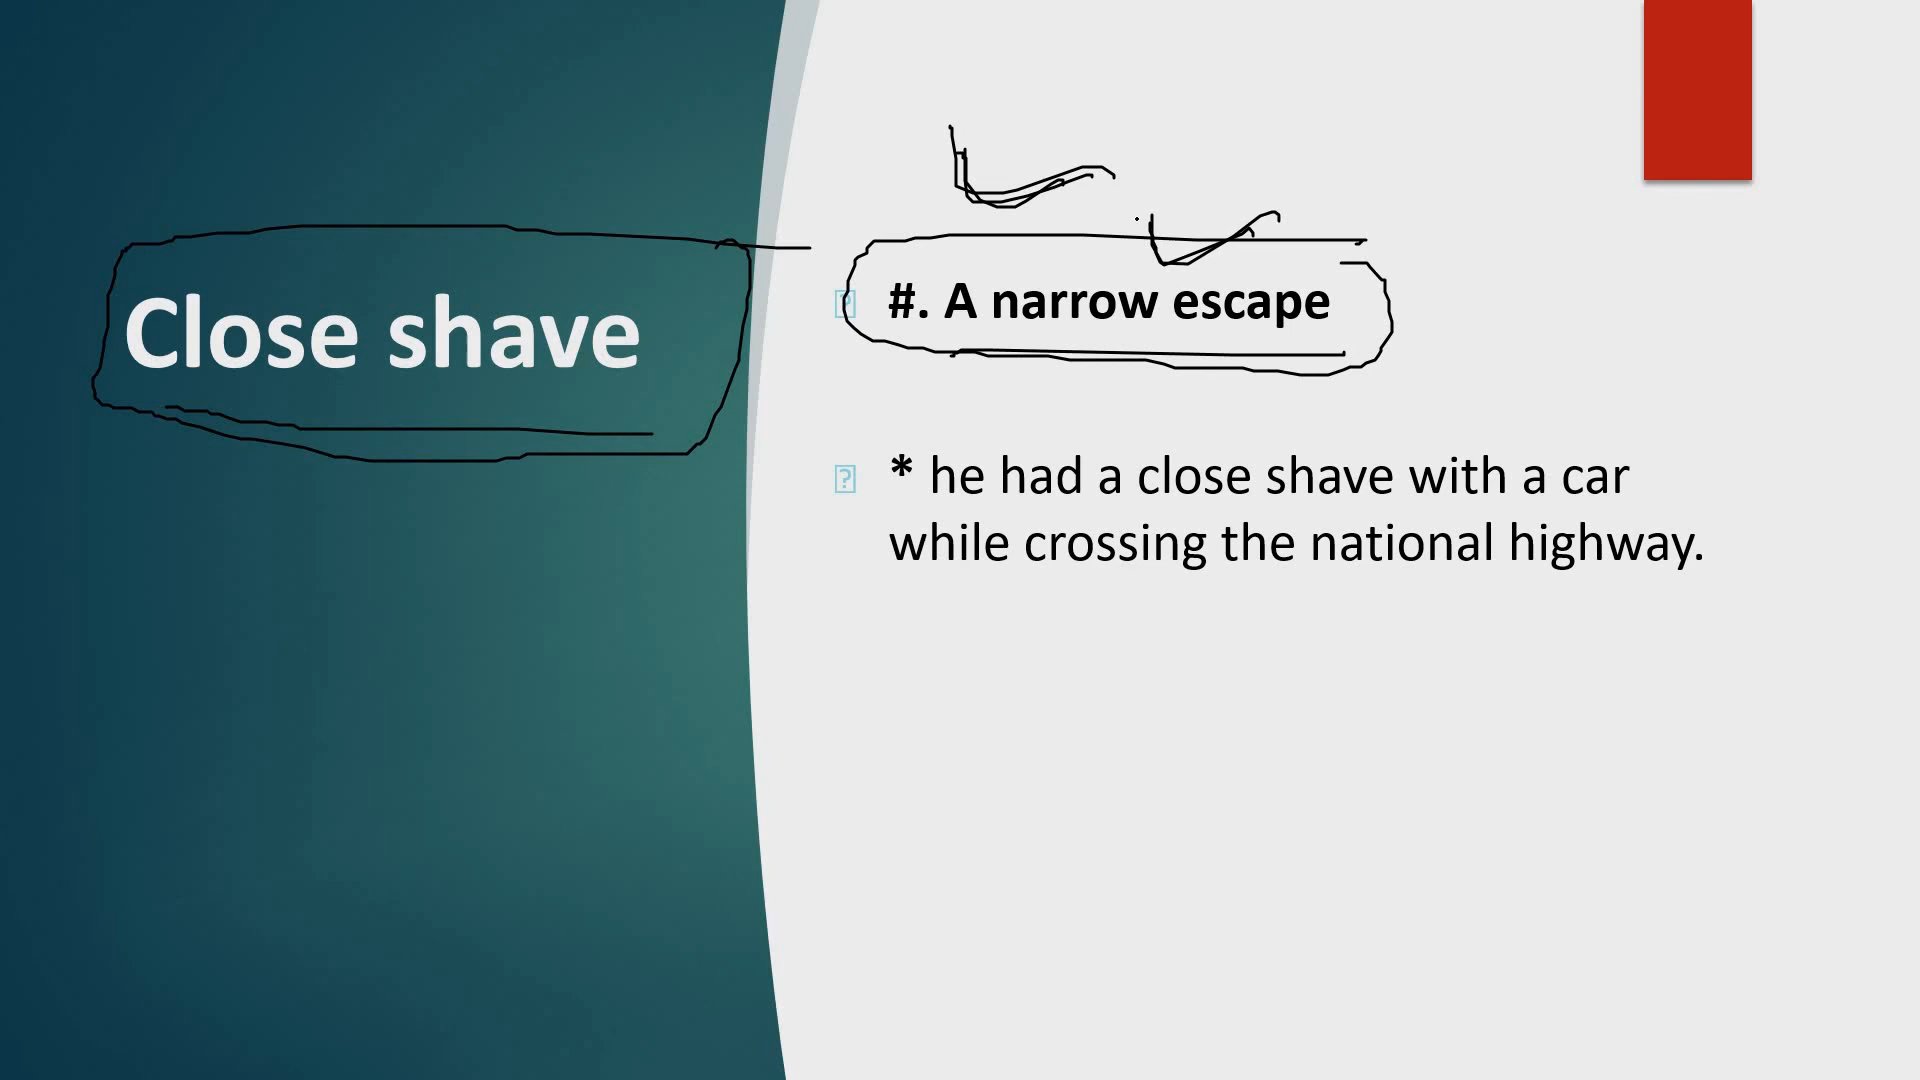 Close shave
#. A narrow escape
* he had a close shave with a car
while crossing the national highway.